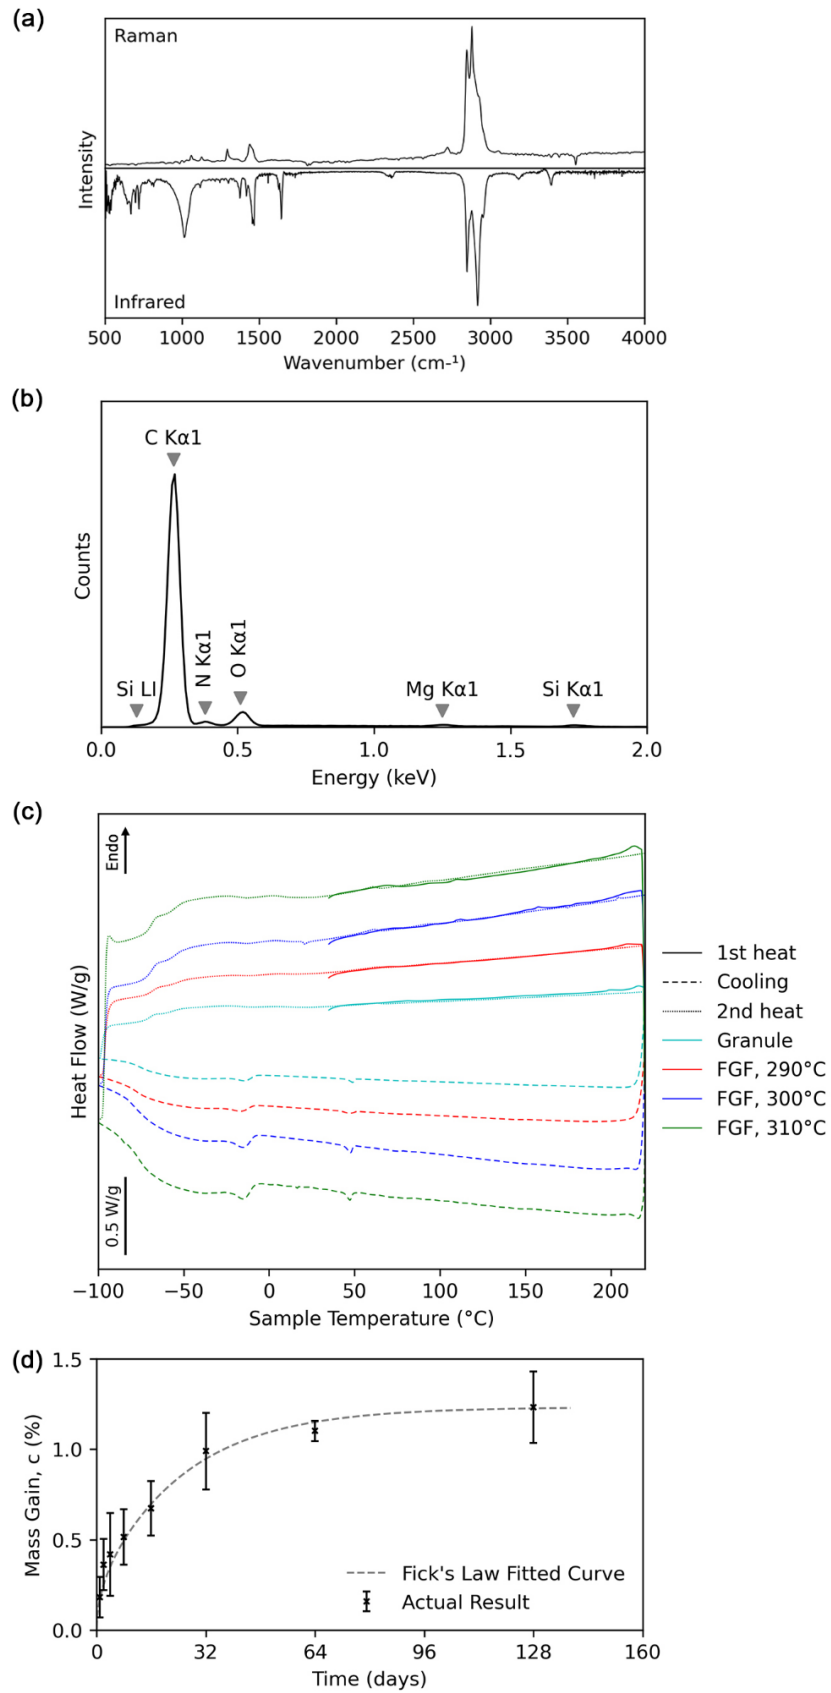 (a)
Raman
Intensity
Infrared
500 1000 1500 2000 2500 3000 3500 4000
Wavenumber (cm⁻¹)
(b)
C Kα1
Counts
Si LI
N Kα1
O Kα1
Mg Kα1
Si Kα1
0.0 0.5 1.0 1.5 2.0
Energy (keV)
(c)
Endo
Heat Flow (W/g)
0.5 W/g
1st heat
Cooling
2nd heat
Granule
FGF, 290°C
FGF, 300°C
FGF, 310°C
−100 −50 0 50 100 150 200
Sample Temperature (°C)
(d)
1.5
1.0
0.5
0.0
Mass Gain, c (%)
Fick's Law Fitted Curve
Actual Result
0 32 64 96 128 160
Time (days)